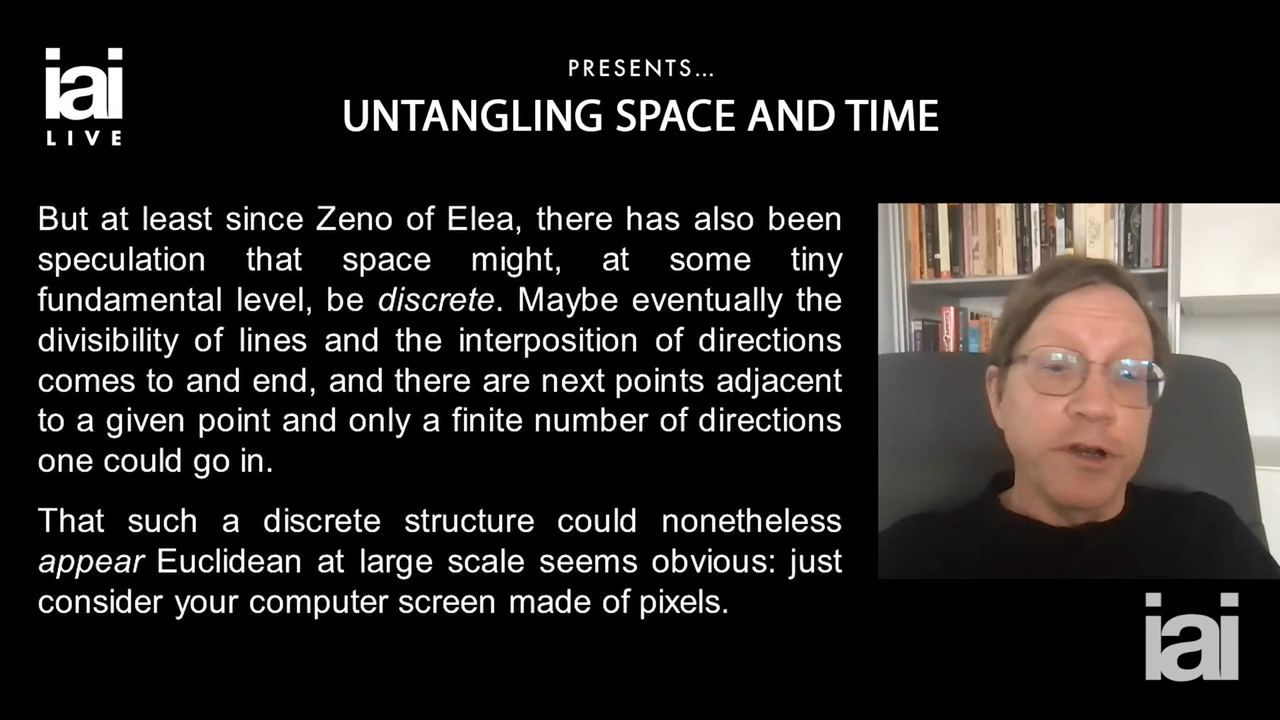 iai
LIVE
PRESENTS...
UNTANGLING SPACE AND TIME
But at least since Zeno of Elea, there has also been
speculation that space might, at some tiny
fundamental level, be discrete. Maybe eventually the
divisibility of lines and the interposition of directions
comes to and end, and there are next points adjacent
to a given point and only a finite number of directions
one could go in.
That such a discrete structure could nonetheless
appear Euclidean at large scale seems obvious: just
consider your computer screen made of pixels.
iai